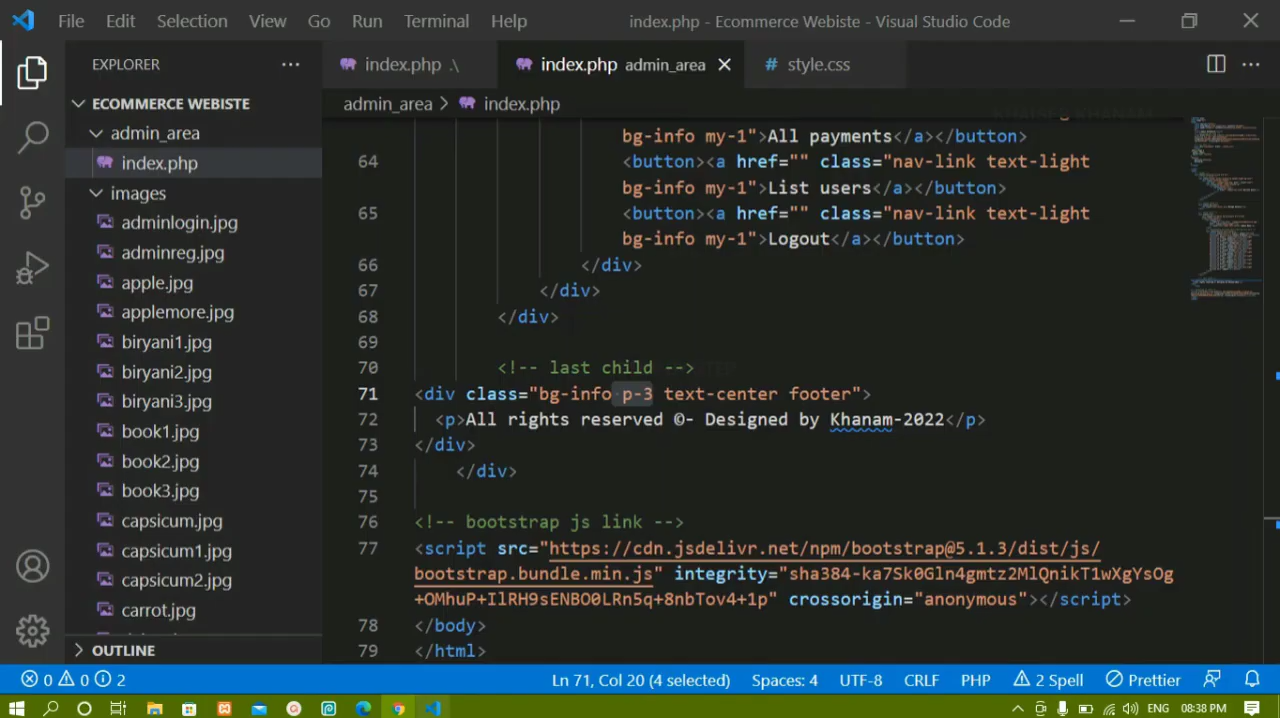 File Edit Selection View Go Run Terminal Help index.php - Ecommerce Webiste - Visual Studio Code
EXPLORER
index.php .\
index.php admin_area
# style.css
ECOMMERCE WEBISTE
admin_area
index.php
images
adminlogin.jpg
adminreg.jpg
apple.jpg
applemore.jpg
biryani1.jpg
biryani2.jpg
biryani3.jpg
book1.jpg
book2.jpg
book3.jpg
capsicum.jpg
capsicum1.jpg
capsicum2.jpg
carrot.jpg
OUTLINE
admin_area > index.php
KHAISER KHANAM
bg-info my-1">All payments</a></button>
64 <button><a href="" class="nav-link text-light
bg-info my-1">List users</a></button>
65 <button><a href="" class="nav-link text-light
bg-info my-1">Logout</a></button>
66 </div>
67 </div>
68 </div>
69
70 <!-- last child -->
71 <div class="bg-info p-3 text-center footer">
72 <p>All rights reserved ©- Designed by Khanam-2022</p>
73 </div>
74 </div>
75
76 <!-- bootstrap js link -->
77 <script src="https://cdn.jsdelivr.net/npm/bootstrap@5.1.3/dist/js/
bootstrap.bundle.min.js" integrity="sha384-ka7Sk0Gln4gmtz2MlQnikT1wXgYsOg
+OMhuP+IlRH9sENBO0LRn5q+8nbTov4+1p" crossorigin="anonymous"></script>
78 </body>
79 </html>
0 0 2 Ln 71, Col 20 (4 selected) Spaces: 4 UTF-8 CRLF PHP 2 Spell Prettier
ENG 08:38 PM